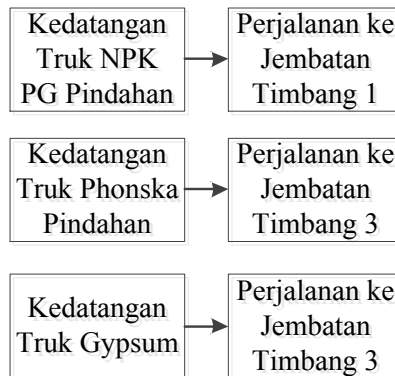 Kedatangan
Truk NPK
PG Pindahan
Perjalanan ke
Jembatan
Timbang 1
Kedatangan
Truk Phonska
Pindahan
Perjalanan ke
Jembatan
Timbang 3
Kedatangan
Truk Gypsum
Perjalanan ke
Jembatan
Timbang 3